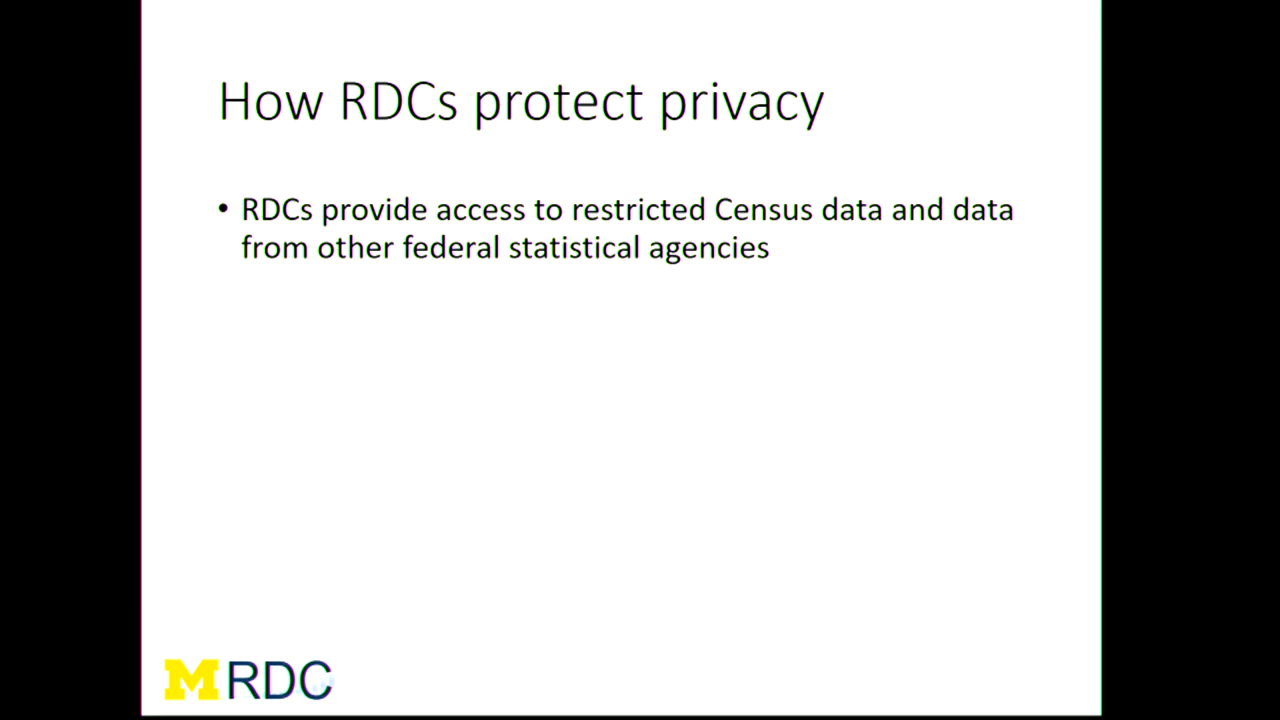 How RDCs protect privacy
• RDCs provide access to restricted Census data and data
from other federal statistical agencies
M RDC